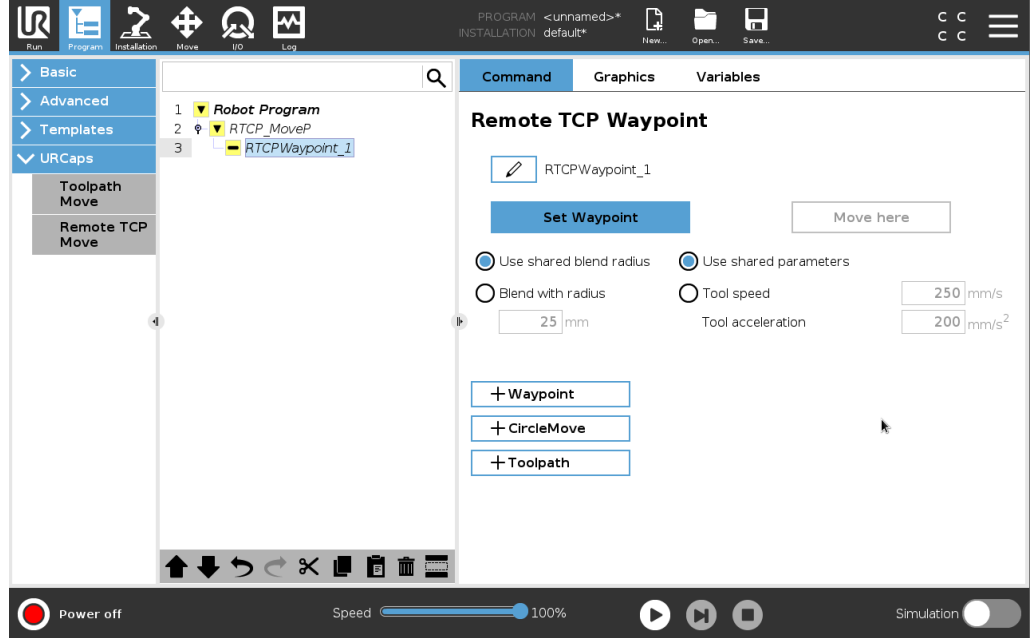 PROGRAM <unnamed>*
INSTALLATION default*
UR
Run
Program
Installation
Move
I/O
Log
New...
Open...
Save...
C C
C C
Basic
Advanced
Templates
URCaps
Toolpath
Move
Remote TCP
Move
1 Robot Program
2 RTCP_MoveP
3 RTCPWaypoint_1
Command Graphics Variables
Remote TCP Waypoint
RTCPWaypoint_1
Set Waypoint Move here
Use shared blend radius Use shared parameters
Blend with radius Tool speed 250 mm/s
25 mm Tool acceleration 200 mm/s²
+ Waypoint
+ CircleMove
+ Toolpath
Power off Speed 100% Simulation